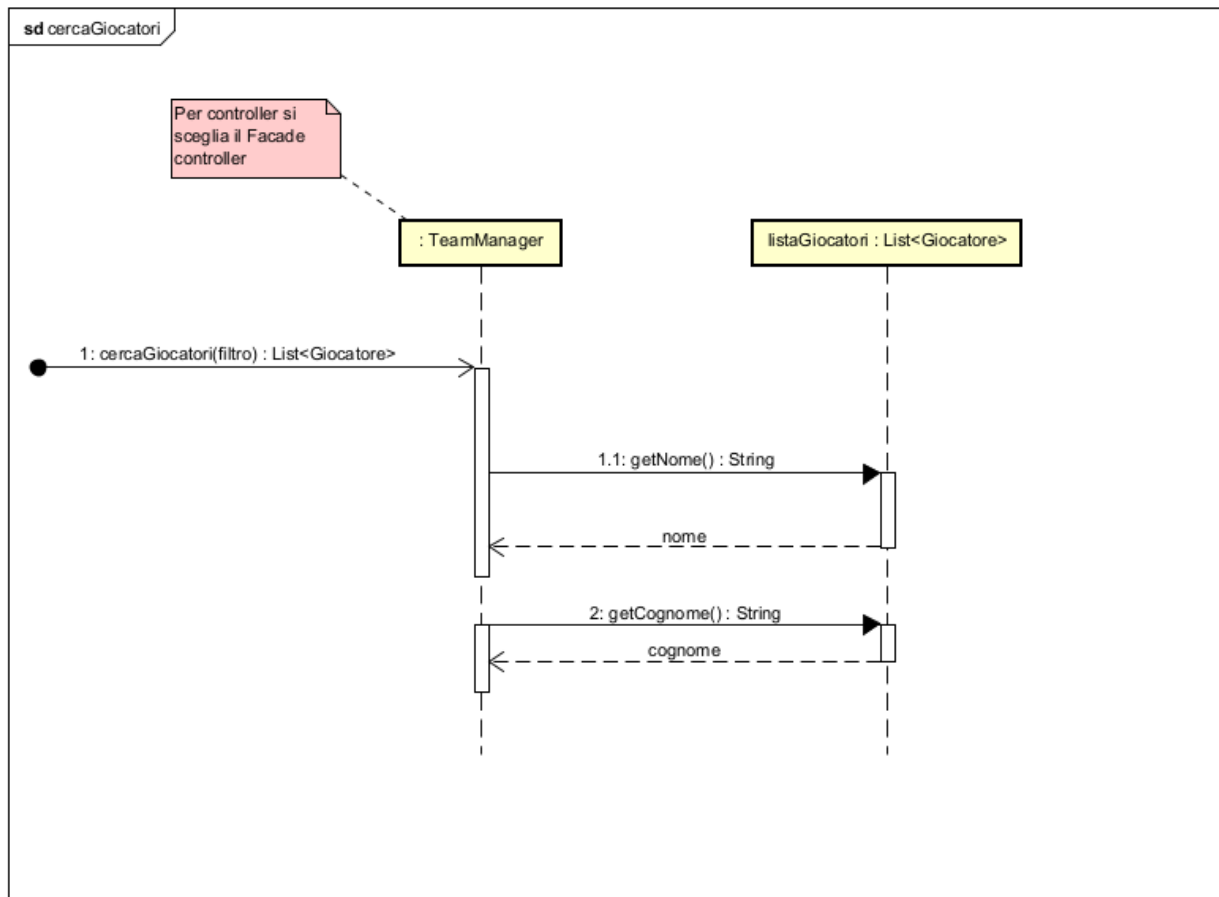 sd cercaGiocatori
Per controller si
sceglia il Facade
controller
: TeamManager
listaGiocatori : List<Giocatore>
1: cercaGiocatori(filtro) : List<Giocatore>
1.1: getNome() : String
nome
2: getCognome() : String
cognome